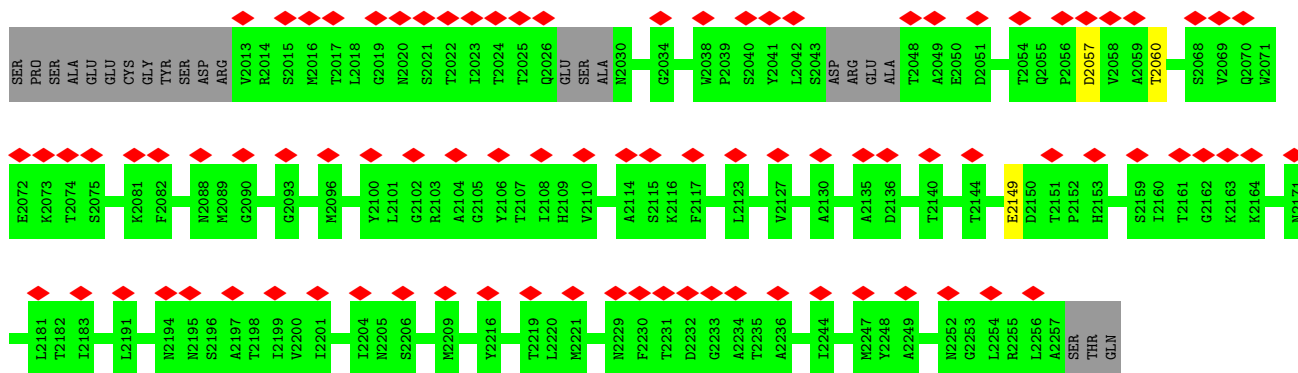 SER PRO SER ALA GLU GLU CYS GLY TYR SER ASP ARG V2013 R2014 S2015 M2016 T2017 L2018 G2019 N2020 S2021 T2022 I2023 T2024 T2025 Q2026 GLU SER ALA N2030 G2034 W2038 P2039 S2040 Y2041 L2042 S2043 ASP ARG GLU ALA T2048 A2049 E2050 D2051 T2054 Q2055 P2056 D2057 V2058 A2059 T2060 S2068 V2069 Q2070 W2071
E2072 K2073 T2074 S2075 K2081 F2082 N2088 M2089 G2090 G2093 M2096 Y2100 L2101 G2102 R2103 A2104 G2105 Y2106 T2107 I2108 H2109 V2110 A2114 S2115 K2116 F2117 L2123 V2127 A2130 A2135 D2136 T2140 T2144 E2149 D2150 T2151 P2152 H2153 S2159 I2160 T2161 G2162 K2163 K2164 N2171
L2181 T2182 I2183 L2191 N2194 N2195 S2196 A2197 T2198 I2199 V2200 I2201 I2204 N2205 S2206 M2209 Y2216 T2219 L2220 M2221 N2229 F2230 T2231 D2232 G2233 A2234 T2235 A2236 I2244 M2247 Y2248 A2249 N2252 G2253 L2254 R2255 L2256 A2257 SER THR GLN